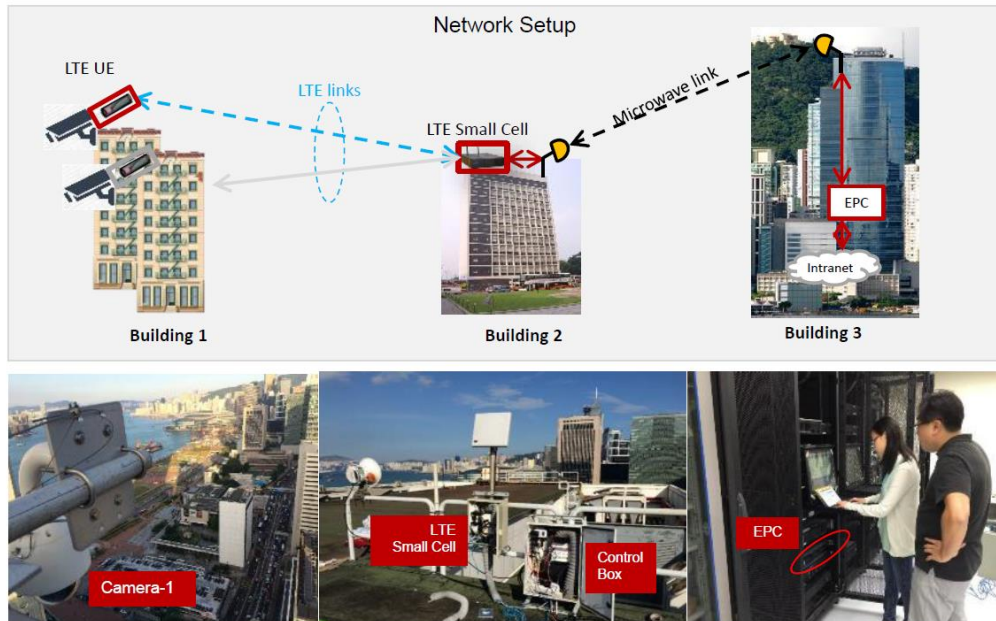 Network Setup
LTE UE
LTE links
LTE Small Cell
Microwave link
EPC
Intranet
Building 1
Building 2
Building 3
Camera-1
LTE
Small Cell
Control
Box
EPC